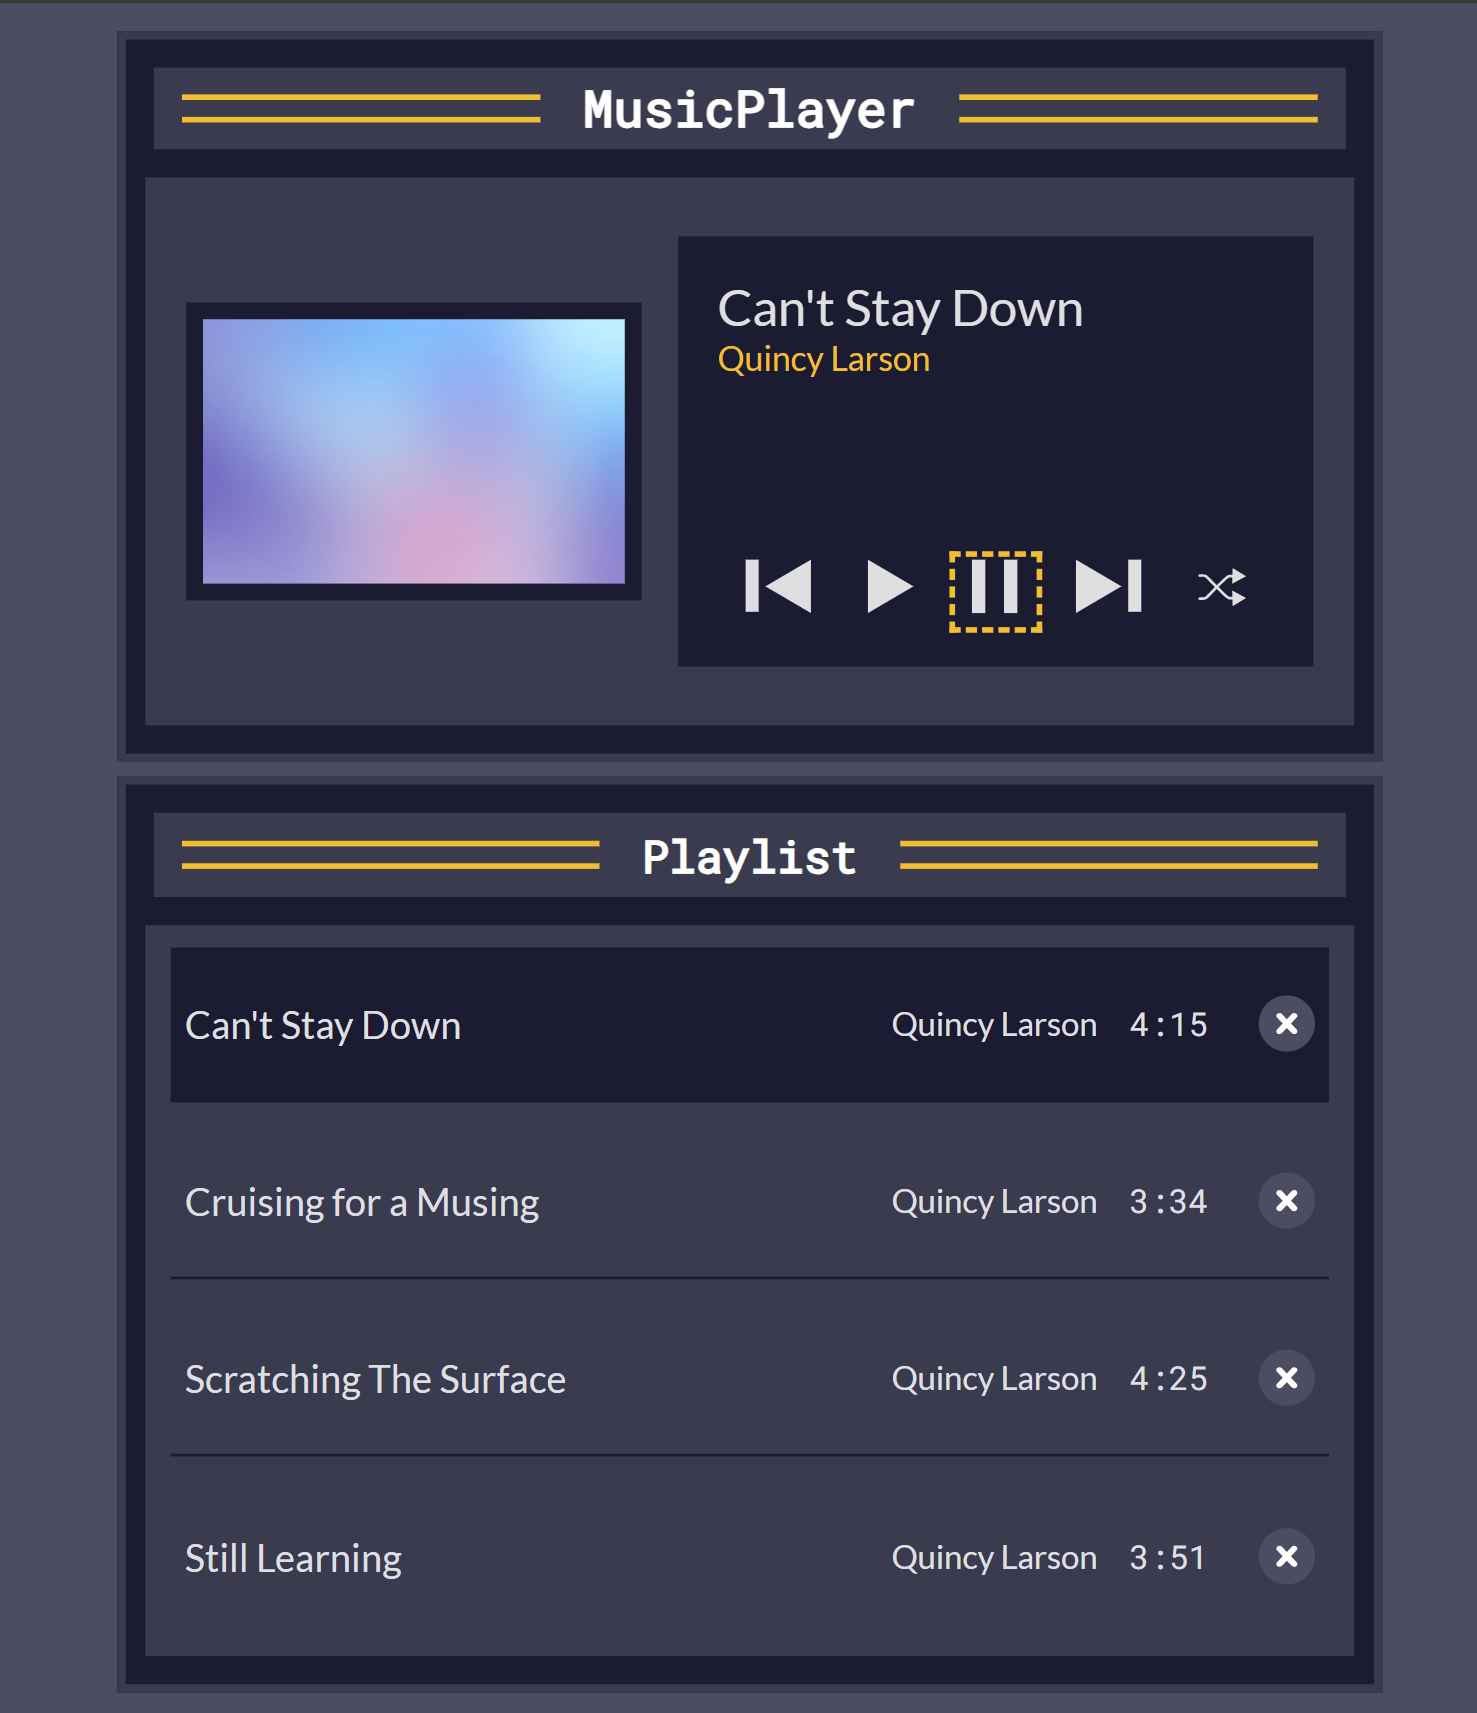 MusicPlayer
Can't Stay Down
Quincy Larson
Playlist
Can't Stay Down Quincy Larson 4:15
Cruising for a Musing Quincy Larson 3:34
Scratching The Surface Quincy Larson 4:25
Still Learning Quincy Larson 3:51